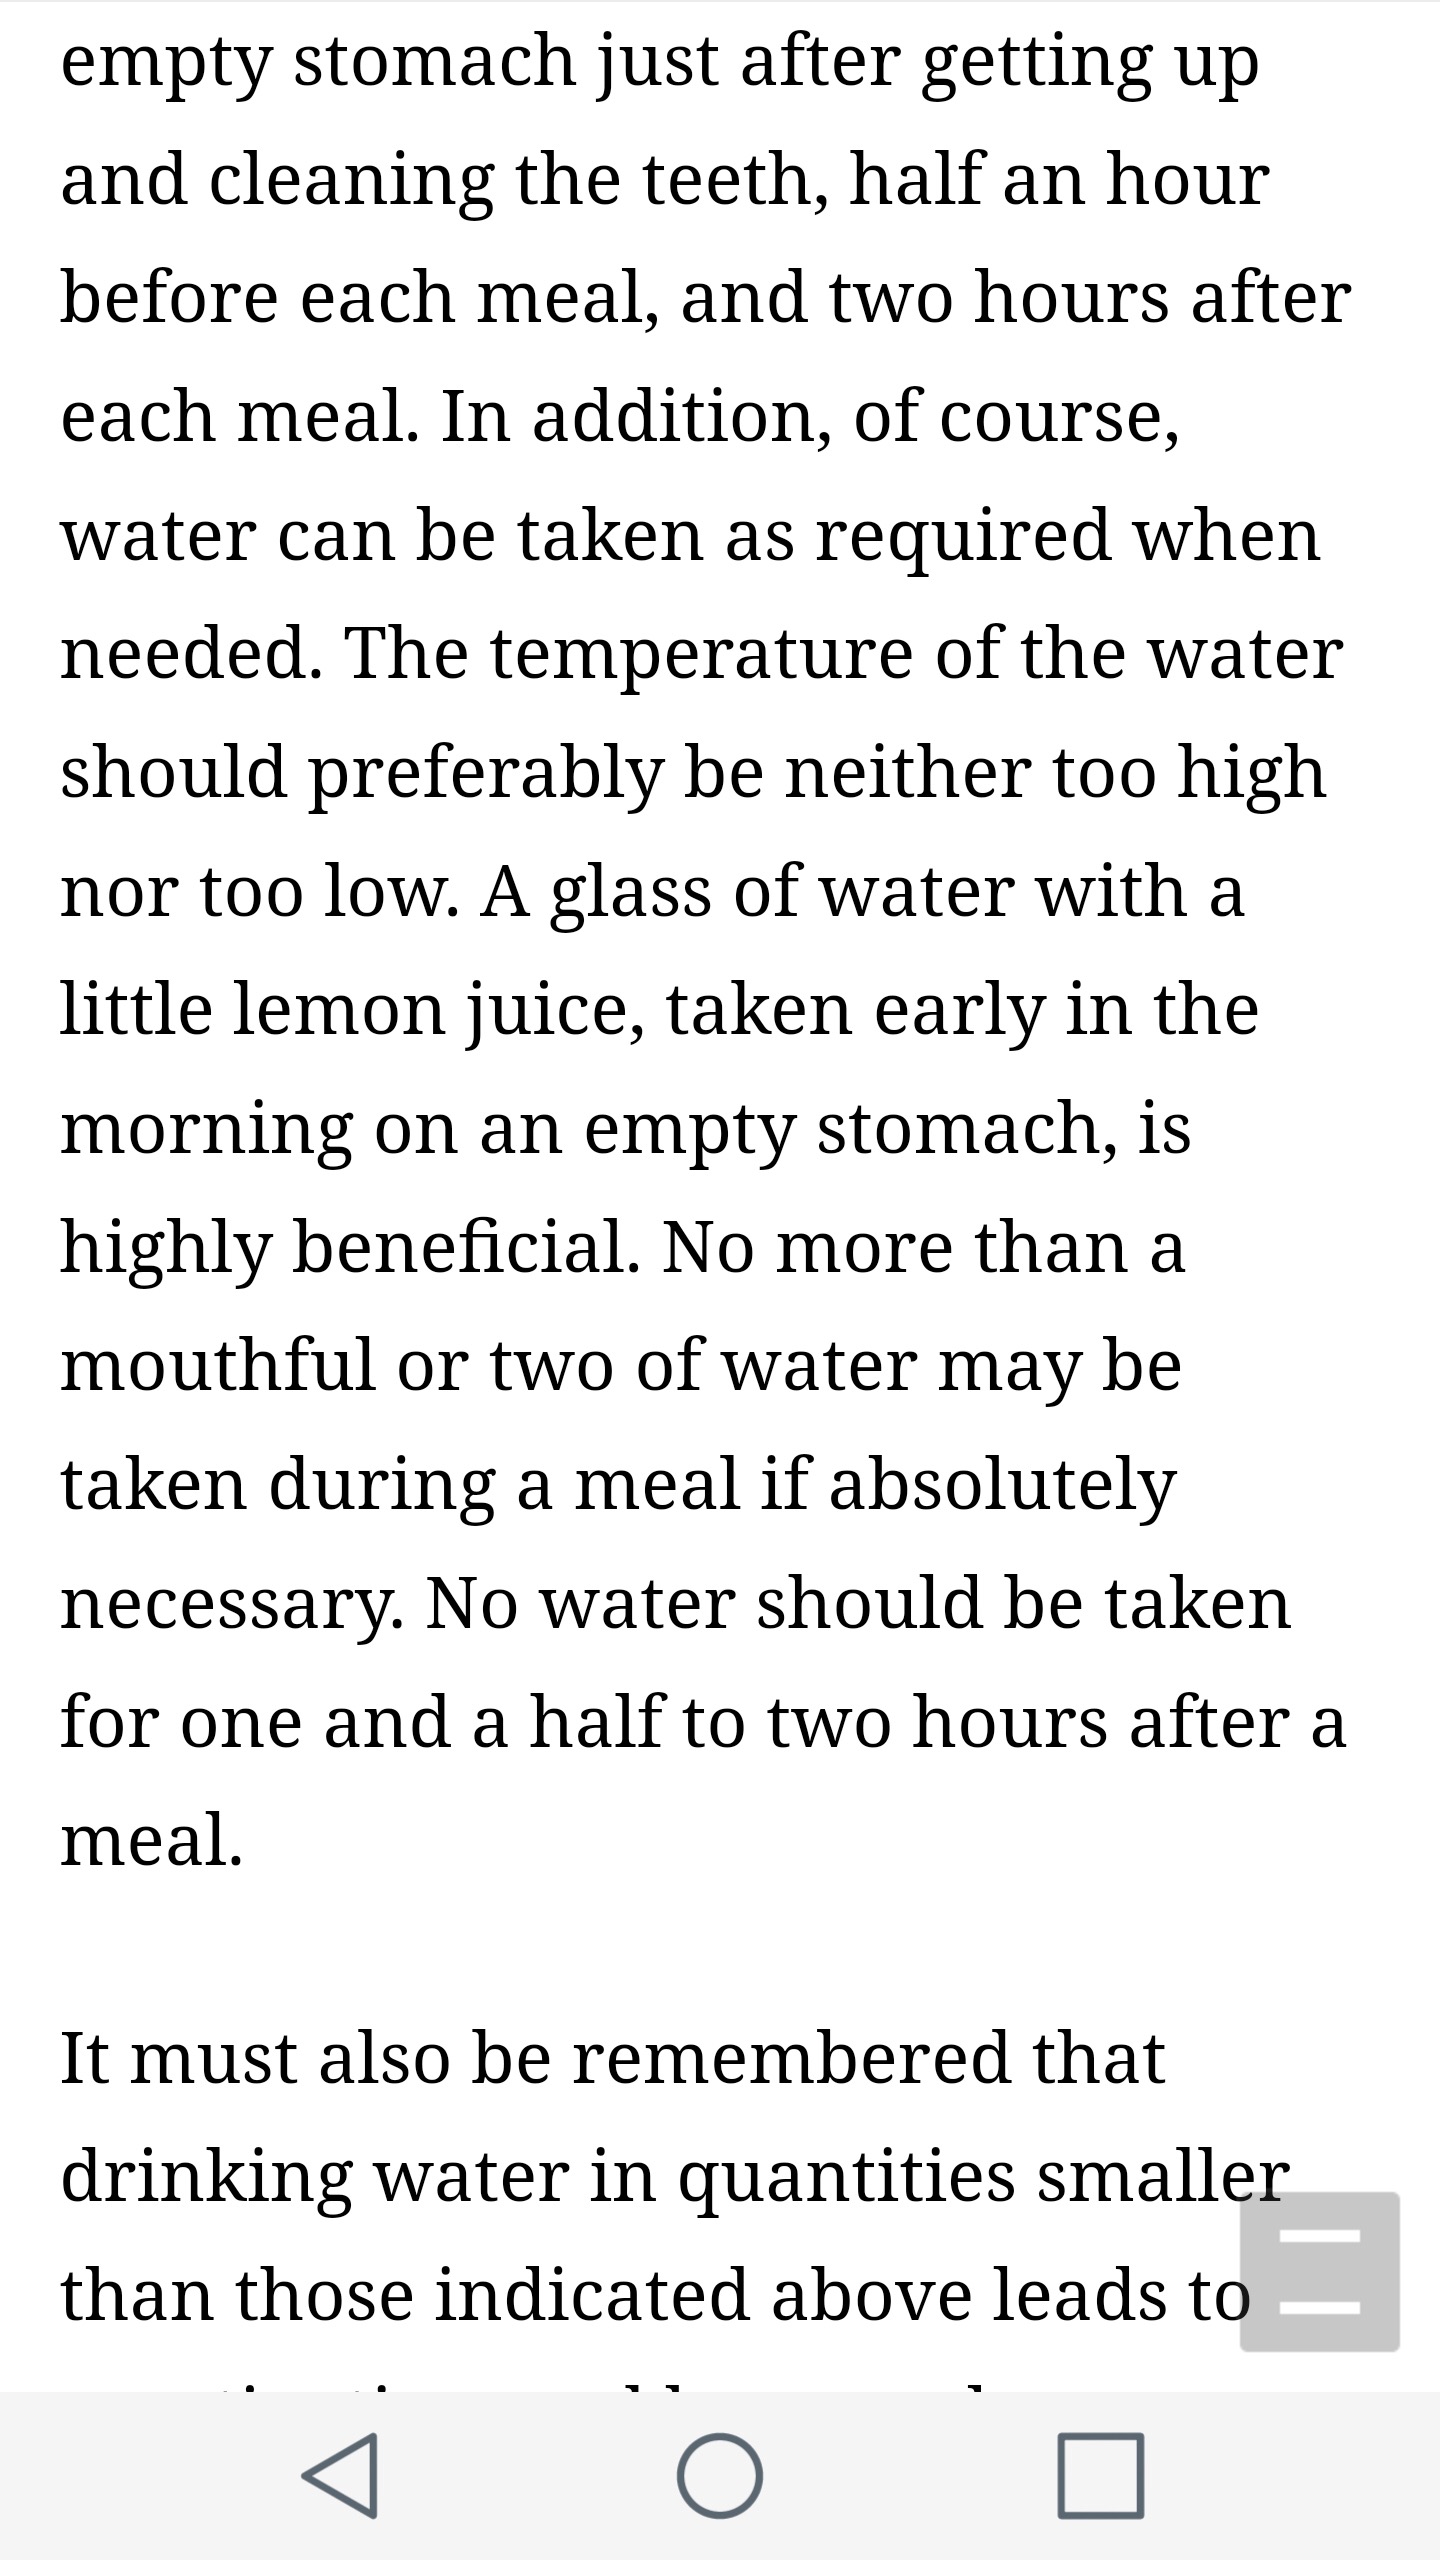 empty stomach just after getting up
and cleaning the teeth, half an hour
before each meal, and two hours after
each meal. In addition, of course,
water can be taken as required when
needed. The temperature of the water
should preferably be neither too high
nor too low. A glass of water with a
little lemon juice, taken early in the
morning on an empty stomach, is
highly beneficial. No more than a
mouthful or two of water may be
taken during a meal if absolutely
necessary. No water should be taken
for one and a half to two hours after a
meal.
It must also be remembered that
drinking water in quantities smaller
than those indicated above leads to